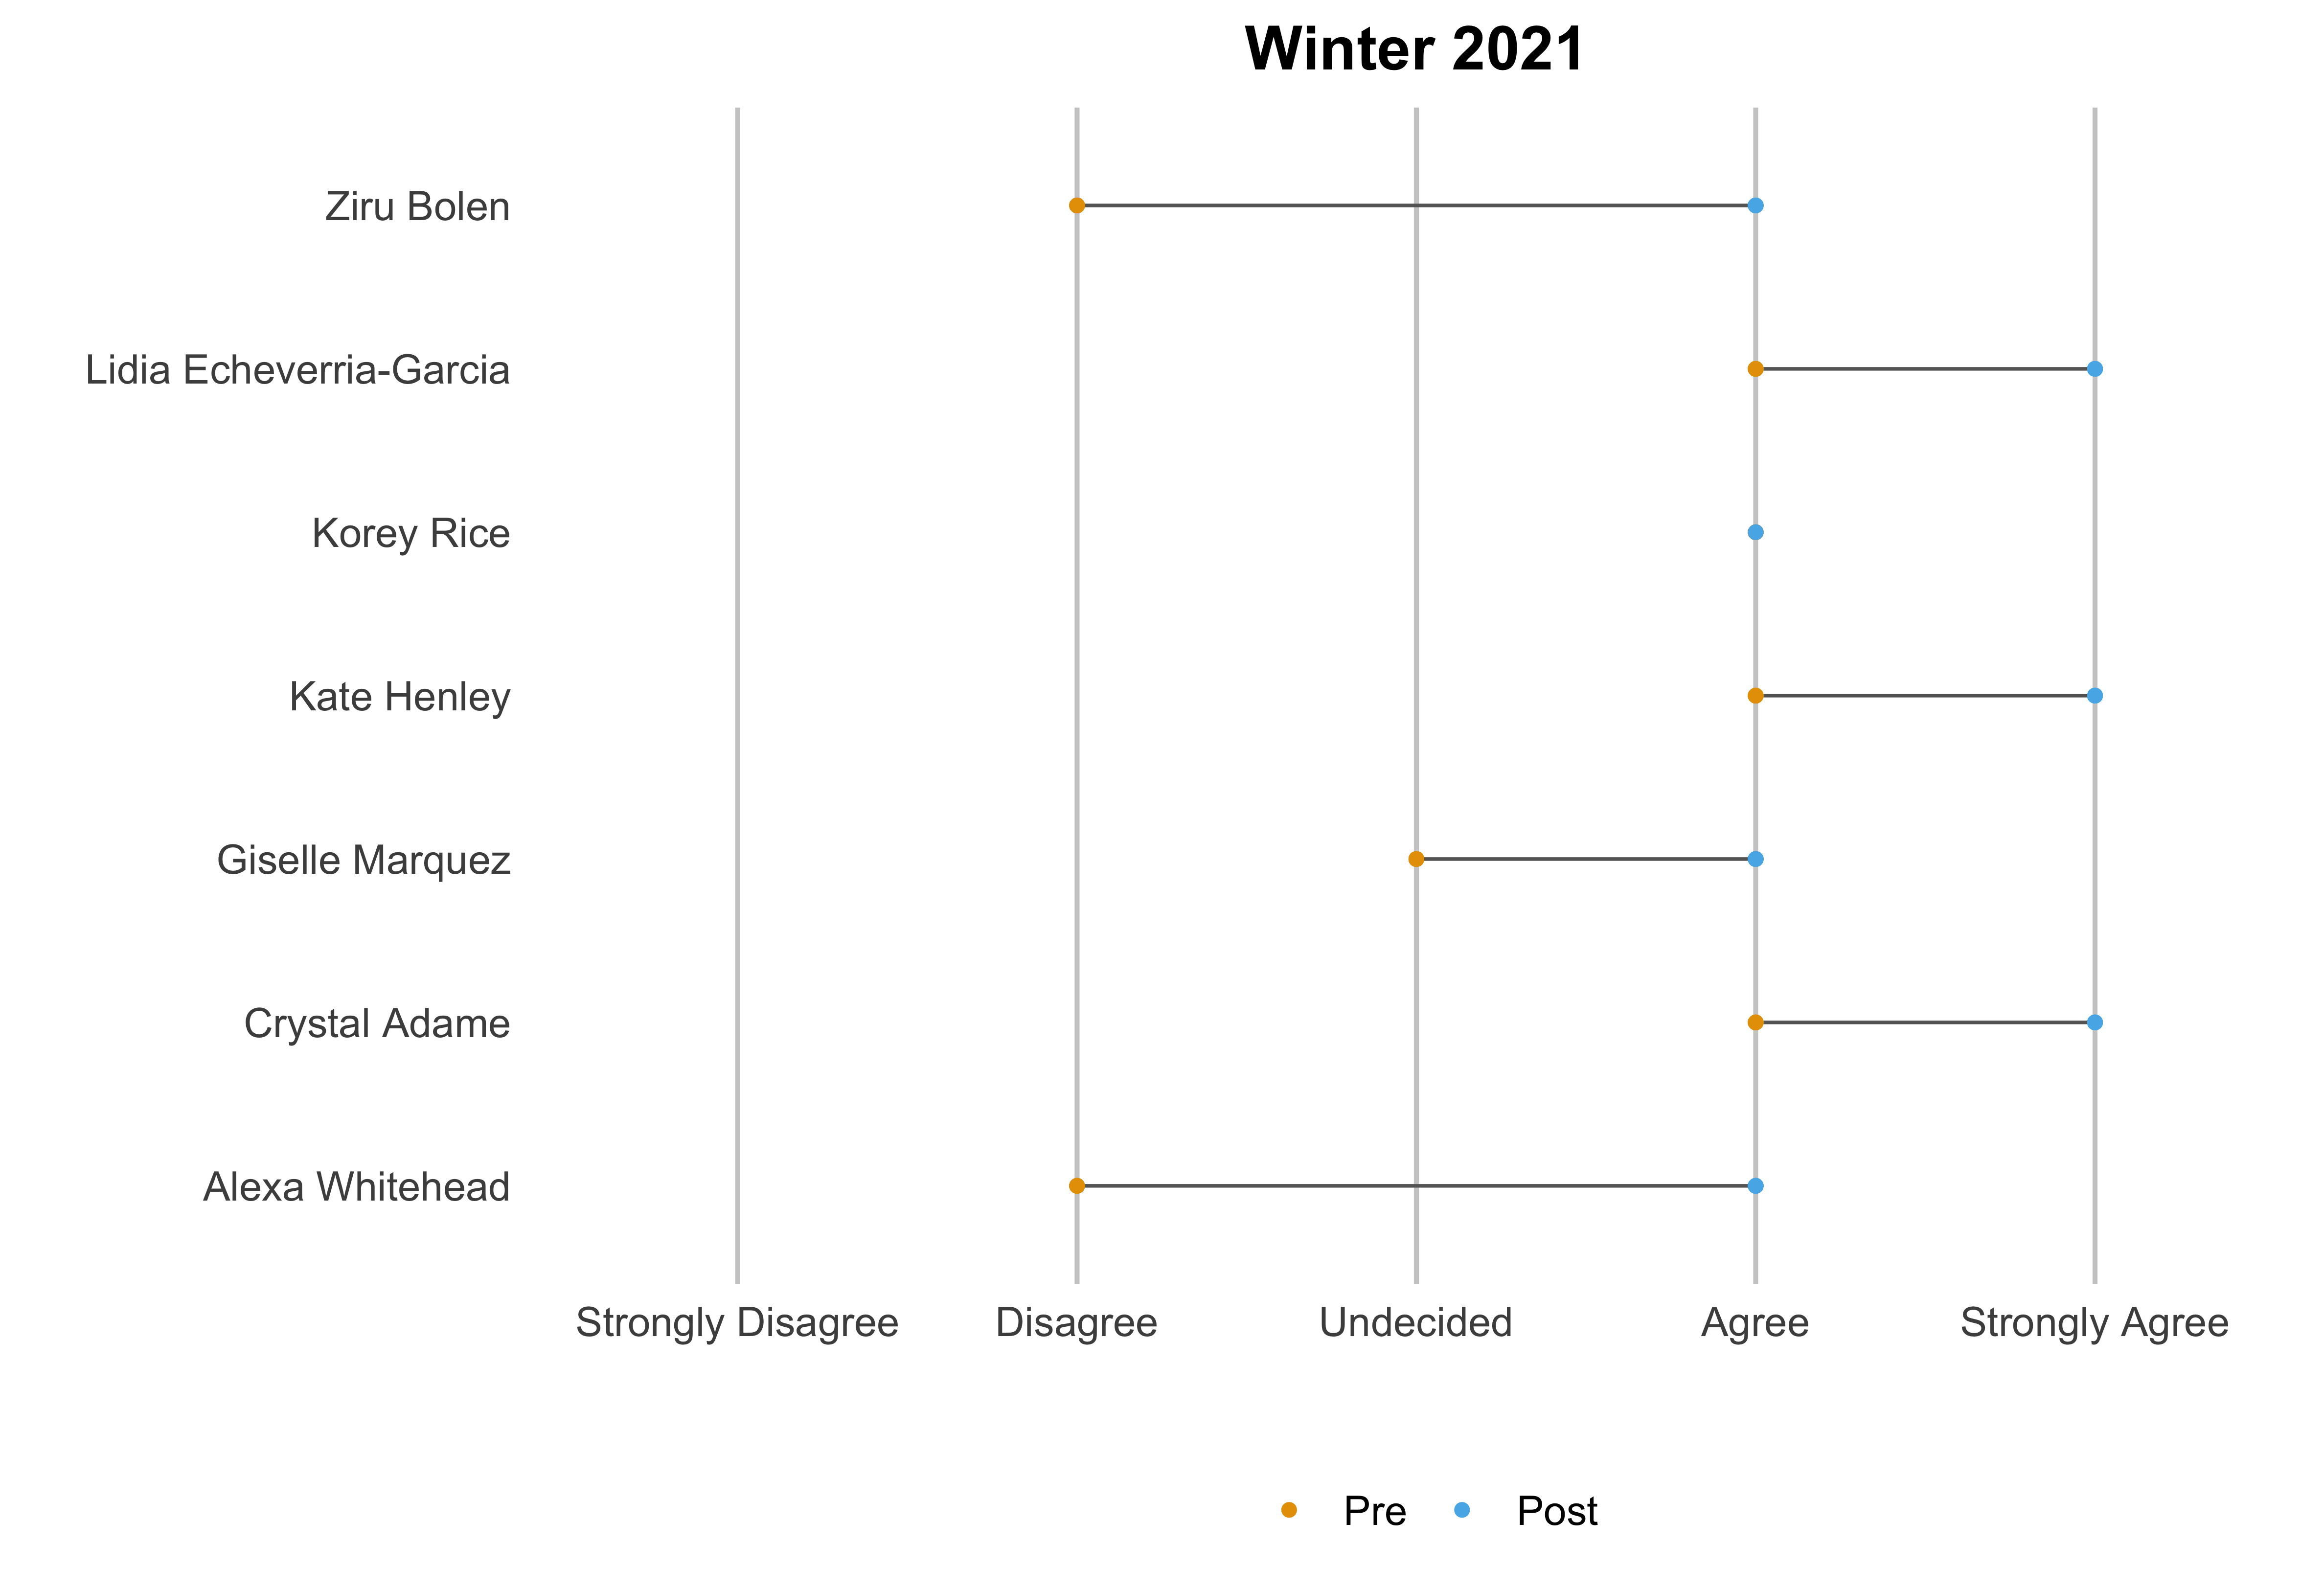 Winter 2021
Ziru Bolen
Lidia Echeverria-Garcia
Korey Rice
Kate Henley
Giselle Marquez
Crystal Adame
Alexa Whitehead
Strongly Disagree Disagree Undecided Agree Strongly Agree
Pre Post